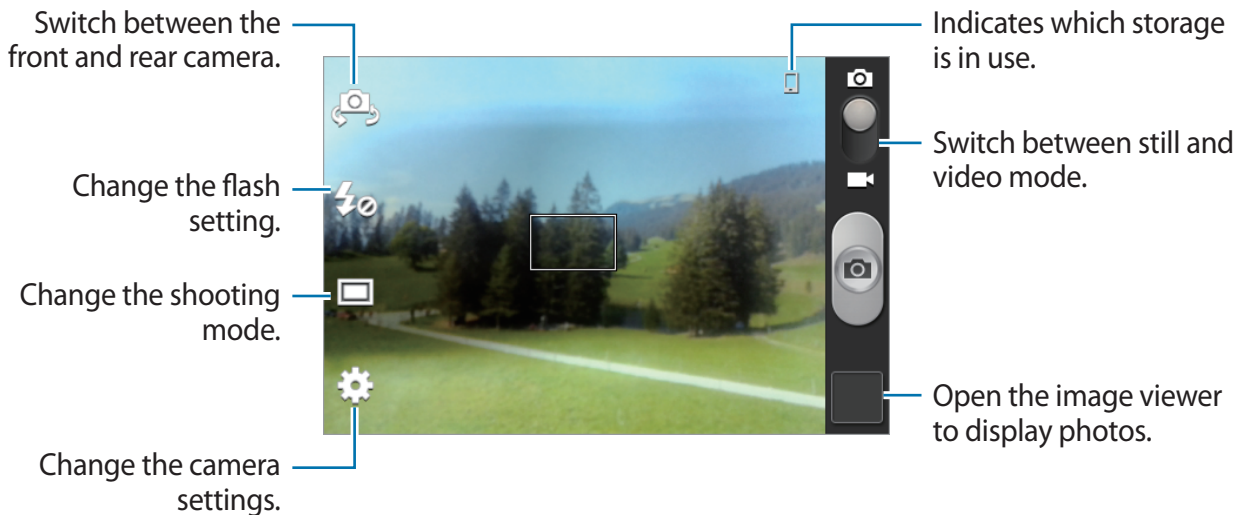 Switch between the
front and rear camera.
Change the flash
setting.
Change the shooting
mode.
Change the camera
settings.
Indicates which storage
is in use.
Switch between still and
video mode.
Open the image viewer
to display photos.